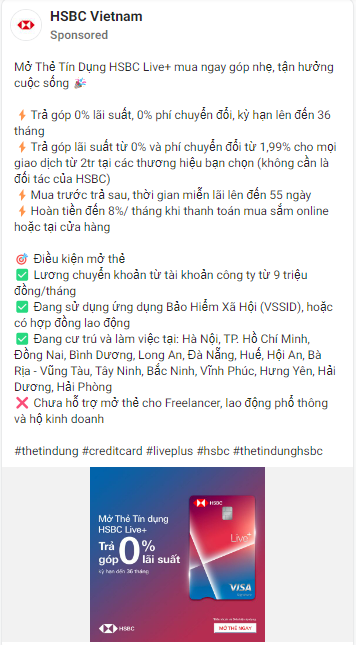 HSBC Vietnam
Sponsored
Mở Thẻ Tín Dụng HSBC Live+ mua ngay góp nhẹ, tận hưởng
cuộc sống 🎉
⚡ Trả góp 0% lãi suất, 0% phí chuyển đổi, kỳ hạn lên đến 36
tháng
⚡ Trả góp lãi suất từ 0% và phí chuyển đổi từ 1,99% cho mọi
giao dịch từ 2tr tại các thương hiệu bạn chọn (không cần là
đối tác của HSBC)
⚡ Mua trước trả sau, thời gian miễn lãi lên đến 55 ngày
⚡ Hoàn tiền đến 8%/ tháng khi thanh toán mua sắm online
hoặc tại cửa hàng
🎯 Điều kiện mở thẻ
✅ Lương chuyển khoản từ tài khoản công ty từ 9 triệu
đồng/tháng
✅ Đang sử dụng ứng dụng Bảo Hiểm Xã Hội (VSSID), hoặc
có hợp đồng lao động
✅ Đang cư trú và làm việc tại: Hà Nội, TP. Hồ Chí Minh,
Đồng Nai, Bình Dương, Long An, Đà Nẵng, Huế, Hội An, Bà
Rịa - Vũng Tàu, Tây Ninh, Bắc Ninh, Vĩnh Phúc, Hưng Yên, Hải
Dương, Hải Phòng
❌ Chưa hỗ trợ mở thẻ cho Freelancer, lao động phổ thông
và hộ kinh doanh
#thetindung #creditcard #liveplus #hsbc #thetindunghsbc
Mở Thẻ Tín dụng
HSBC Live+
Trả góp 0% lãi suất
kỳ hạn đến 36 tháng
HSBC
Live+
VISA
HSBC
MỞ THẺ NGAY